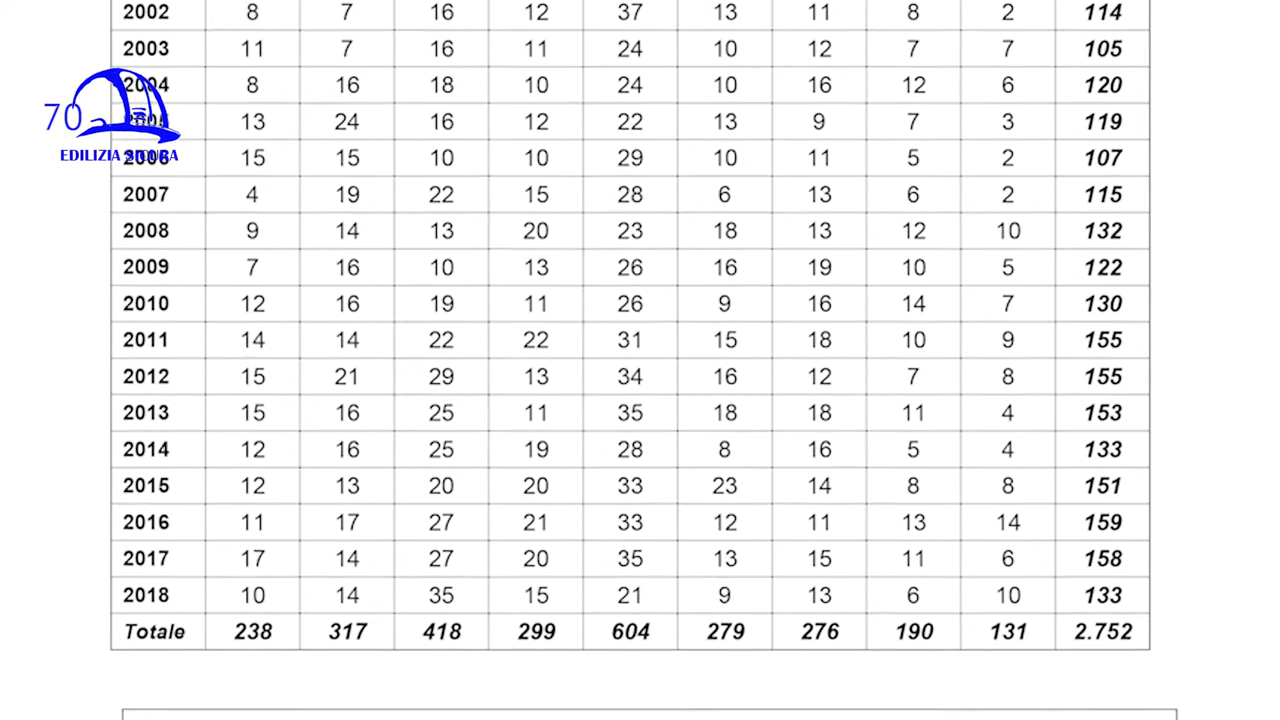 2002 8 7 16 12 37 13 11 8 2 114
2003 11 7 16 11 24 10 12 7 7 105
2004 8 16 18 10 24 10 16 12 6 120
70
2005 13 24 16 12 22 13 9 7 3 119
EDILIZIA SICURA
2006 15 15 10 10 29 10 11 5 2 107
2007 4 19 22 15 28 6 13 6 2 115
2008 9 14 13 20 23 18 13 12 10 132
2009 7 16 10 13 26 16 19 10 5 122
2010 12 16 19 11 26 9 16 14 7 130
2011 14 14 22 22 31 15 18 10 9 155
2012 15 21 29 13 34 16 12 7 8 155
2013 15 16 25 11 35 18 18 11 4 153
2014 12 16 25 19 28 8 16 5 4 133
2015 12 13 20 20 33 23 14 8 8 151
2016 11 17 27 21 33 12 11 13 14 159
2017 17 14 27 20 35 13 15 11 6 158
2018 10 14 35 15 21 9 13 6 10 133
Totale 238 317 418 299 604 279 276 190 131 2.752